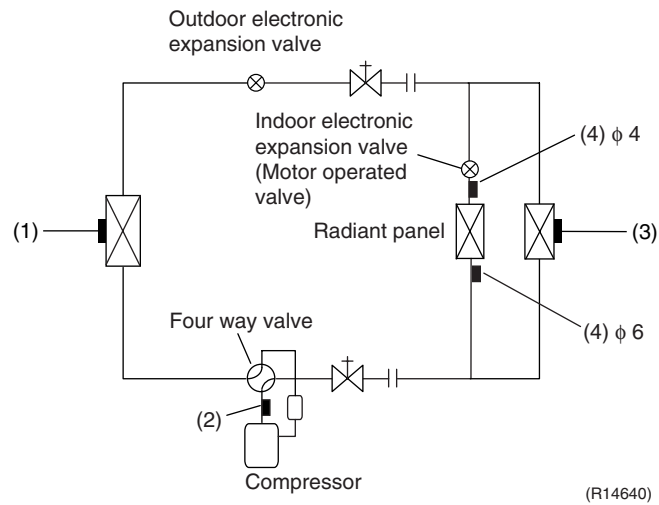 Outdoor electronic
expansion valve
Indoor electronic
expansion valve
(Motor operated
valve)
(4) ϕ 4
(1)
Radiant panel
(3)
Four way valve
(4) ϕ 6
(2)
Compressor
(R14640)